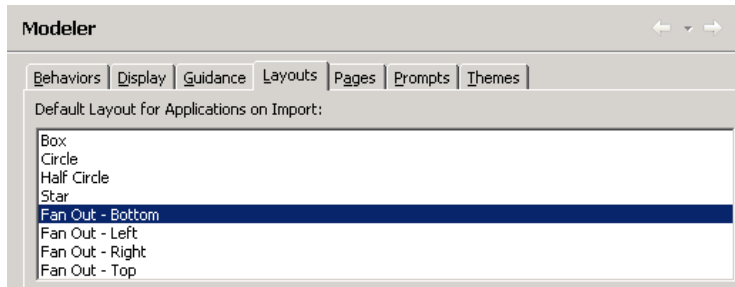 Modeler
Behaviors Display Guidance Layouts Pages Prompts Themes
Default Layout for Applications on Import:
Box
Circle
Half Circle
Star
Fan Out - Bottom
Fan Out - Left
Fan Out - Right
Fan Out - Top